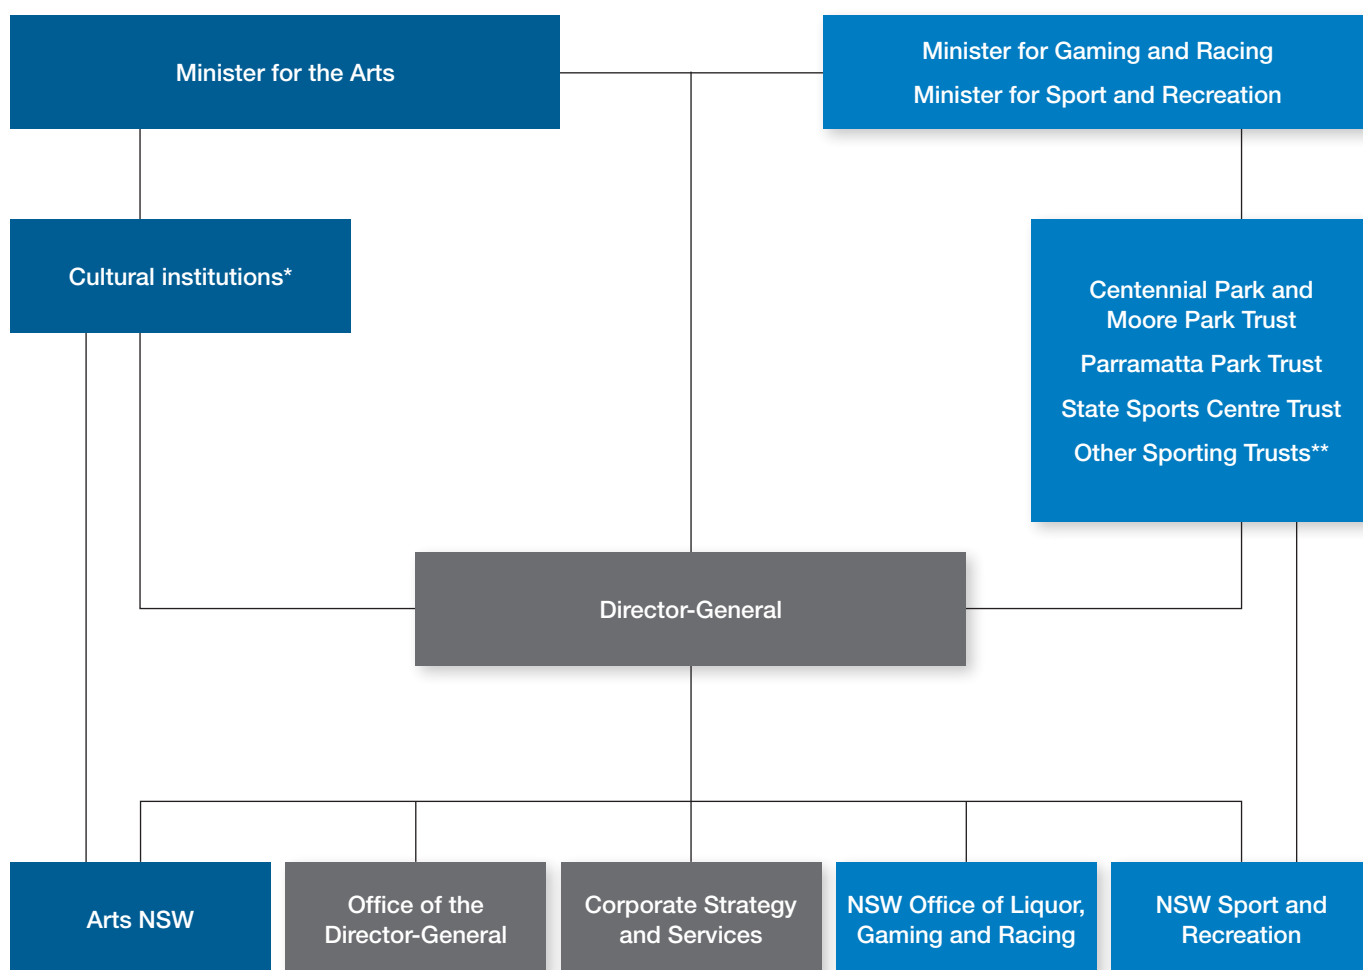 Minister for the Arts
Minister for Gaming and Racing
Minister for Sport and Recreation
Cultural institutions*
Centennial Park and
Moore Park Trust
Parramatta Park Trust
State Sports Centre Trust
Other Sporting Trusts**
Director-General
Arts NSW
Office of the
Director-General
Corporate Strategy
and Services
NSW Office of Liquor,
Gaming and Racing
NSW Sport and
Recreation